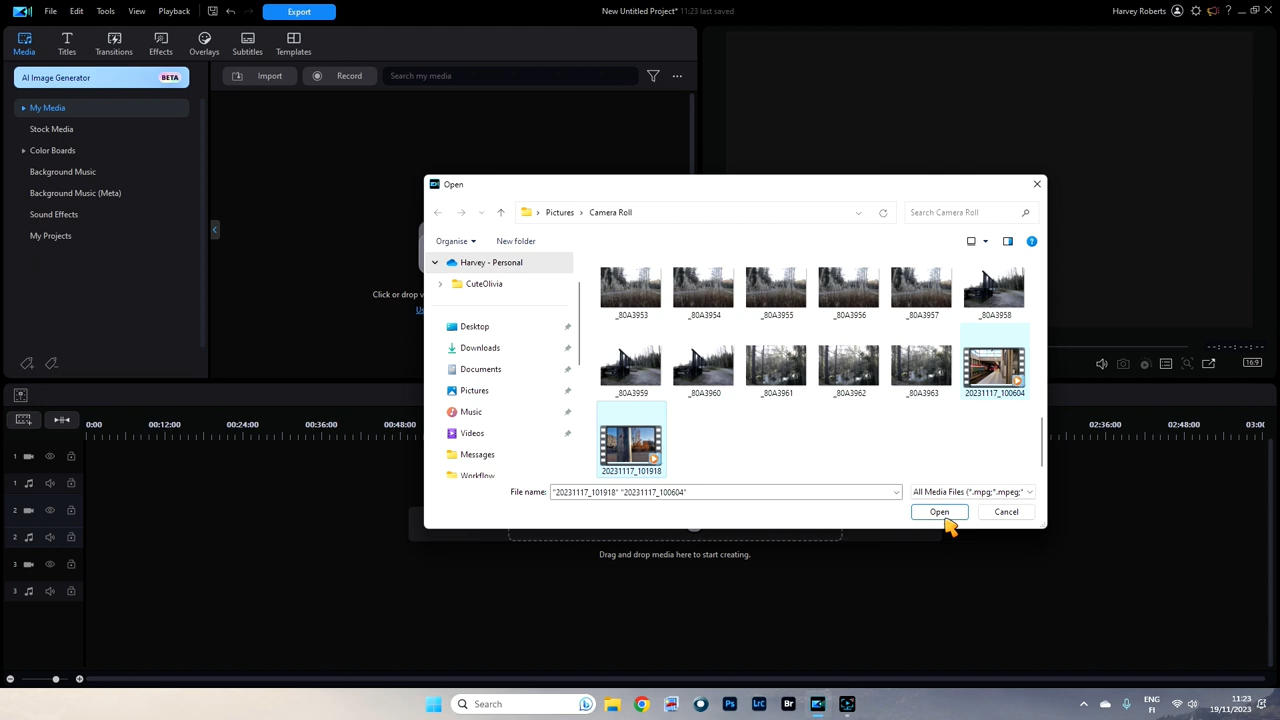 File Edit Tools View Playback Export New Untitled Project* 11:23 last saved Harvey Roberts
Media Titles Transitions Effects Overlays Subtitles Templates
AI Image Generator BETA
Import Record Search my media
My Media
Stock Media
Color Boards
Background Music
Background Music (Meta)
Sound Effects
My Projects
Click or drop v
Us
Open
Pictures > Camera Roll Search Camera Roll
Organise New folder
Harvey - Personal
CuteOlivia
Desktop
Downloads
Documents
Pictures
Music
Videos
Messages
Workflow
_80A3953 _80A3954 _80A3955 _80A3956 _80A3957 _80A3958
_80A3959 _80A3960 _80A3961 _80A3962 _80A3963 20231117_100604
20231117_101918
File name: "20231117_101918" "20231117_100604" All Media Files (*.mpg;*.mpeg;*
Open Cancel
16:9
0:00 00:12:00 00:24:00 00:36:00 00:48:00 02:36:00 02:48:00 03:0
1
1
2
2
3
3
Drag and drop media here to start creating.
Search Ps LrC Br ENG FI 11:23 19/11/2023